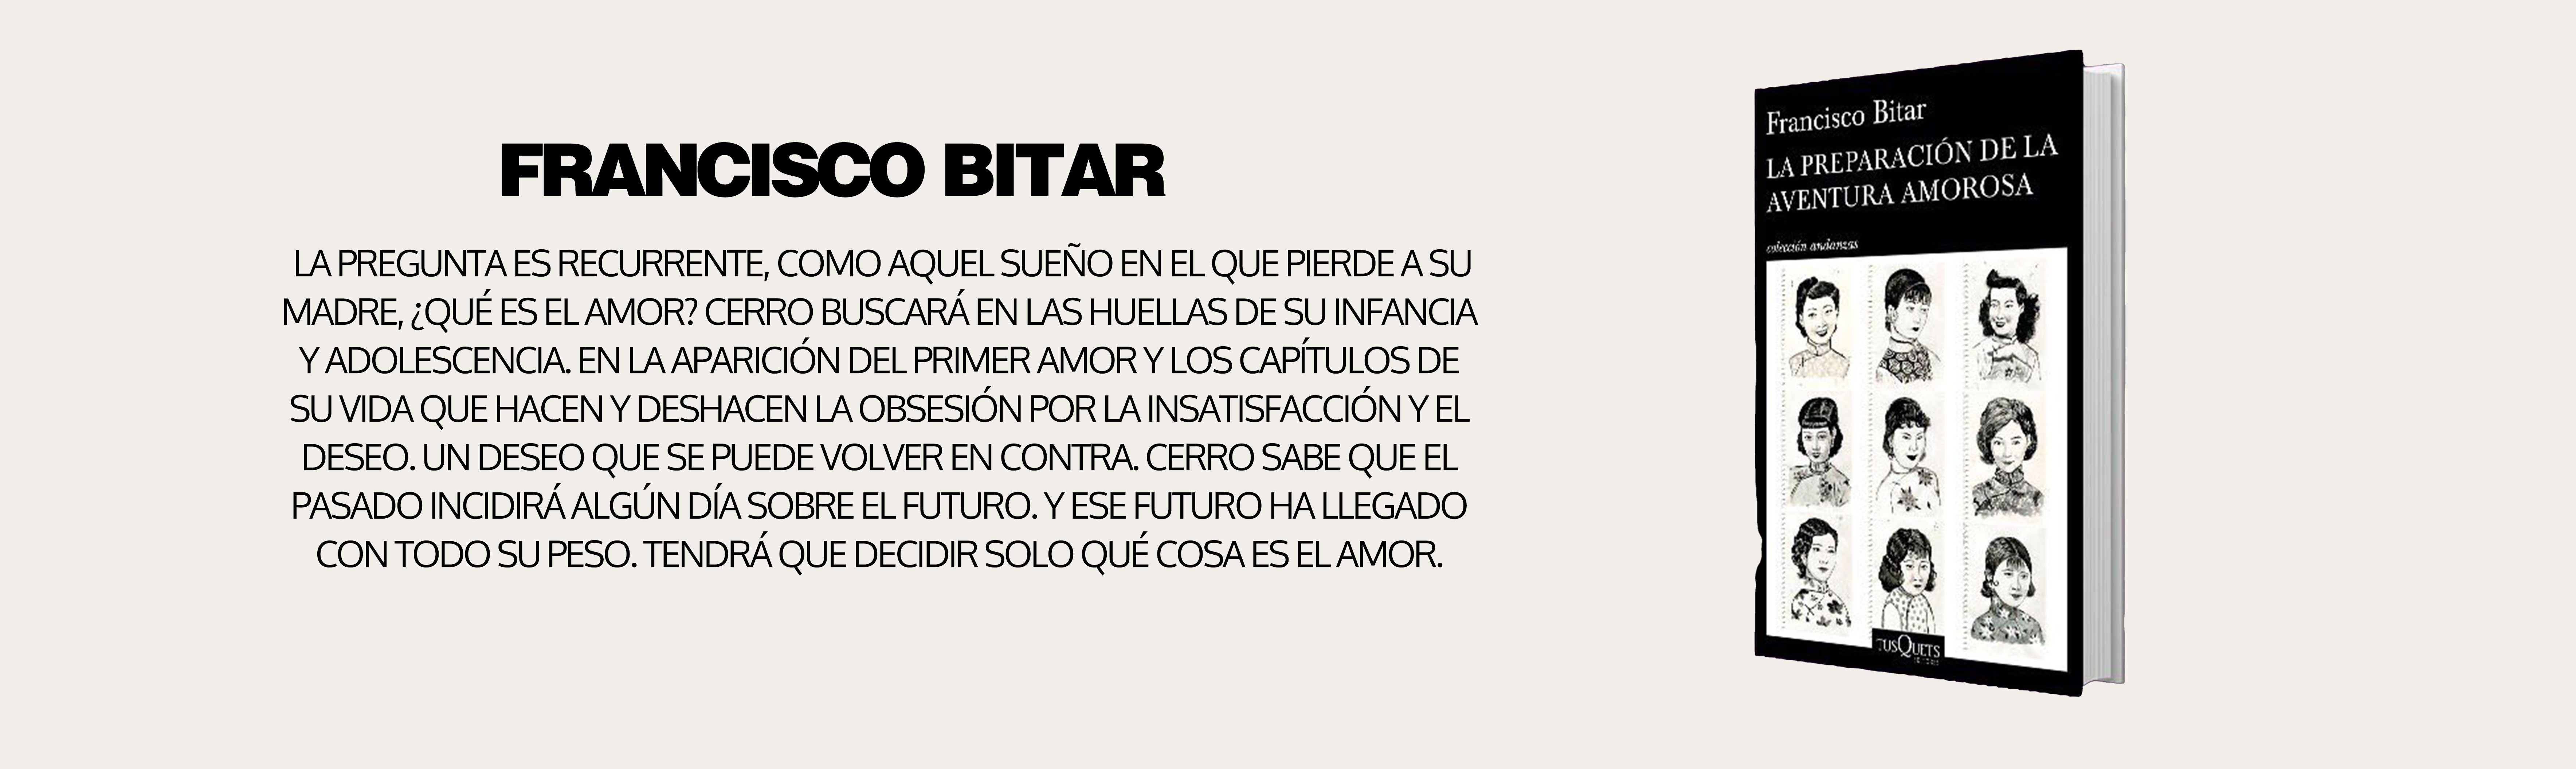 FRANCISCO BITAR
LA PREGUNTA ES RECURRENTE, COMO AQUEL SUEÑO EN EL QUE PIERDE A SU
MADRE, ¿QUÉ ES EL AMOR? CERRO BUSCARÁ EN LAS HUELLAS DE SU INFANCIA
Y ADOLESCENCIA. EN LA APARICIÓN DEL PRIMER AMOR Y LOS CAPÍTULOS DE
SU VIDA QUE HACEN Y DESHACEN LA OBSESIÓN POR LA INSATISFACCIÓN Y EL
DESEO. UN DESEO QUE SE PUEDE VOLVER EN CONTRA. CERRO SABE QUE EL
PASADO INCIDIRÁ ALGÚN DÍA SOBRE EL FUTURO. Y ESE FUTURO HA LLEGADO
CON TODO SU PESO. TENDRÁ QUE DECIDIR SOLO QUÉ COSA ES EL AMOR.
Francisco Bitar
LA PREPARACIÓN DE LA
AVENTURA AMOROSA
colección andanzas
TUSQUETS